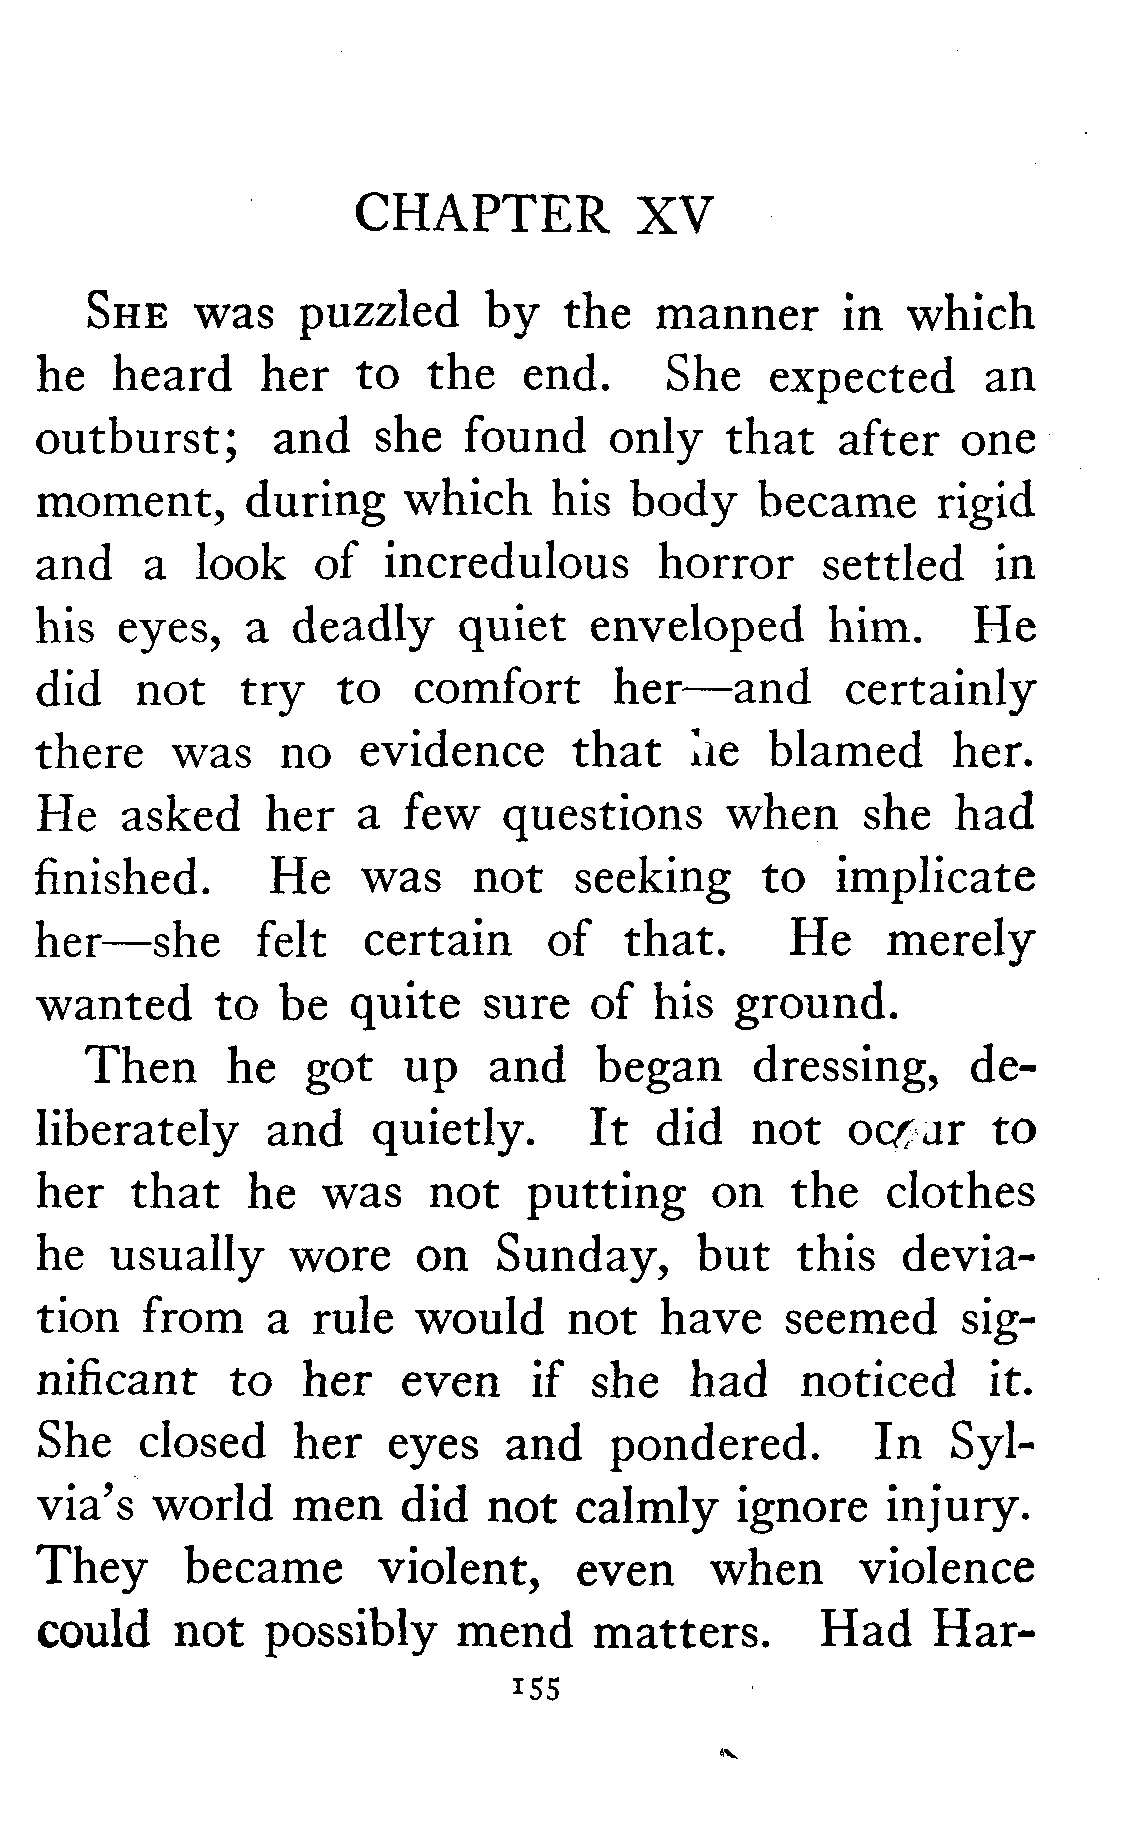 CHAPTER XV
SHE was puzzled by the manner in which
he heard her to the end. She expected an
outburst; and she found only that after one
moment, during which his body became rigid
and a look of incredulous horror settled in
his eyes, a deadly quiet enveloped him. He
did not try to comfort her—and certainly
there was no evidence that he blamed her.
He asked her a few questions when she had
finished. He was not seeking to implicate
her—she felt certain of that. He merely
wanted to be quite sure of his ground.
Then he got up and began dressing, de-
liberately and quietly. It did not occur to
her that he was not putting on the clothes
he usually wore on Sunday, but this devia-
tion from a rule would not have seemed sig-
nificant to her even if she had noticed it.
She closed her eyes and pondered. In Syl-
via's world men did not calmly ignore injury.
They became violent, even when violence
could not possibly mend matters. Had Har-
155